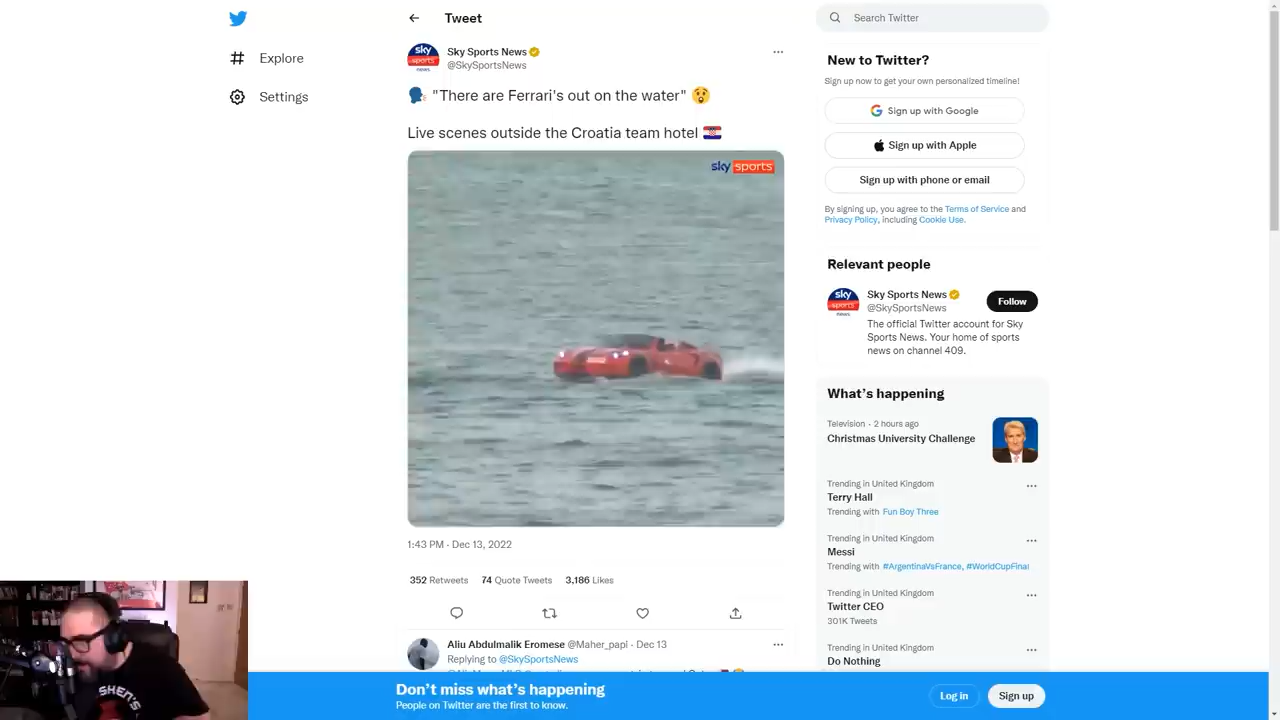 Tweet
Explore
Settings
sky sports news
Sky Sports News
@SkySportsNews
"There are Ferrari's out on the water"
Live scenes outside the Croatia team hotel
sky sports
1:43 PM · Dec 13, 2022
352 Retweets 74 Quote Tweets 3,186 Likes
Aliu Abdulmalik Eromese @Maher_papi · Dec 13
Replying to @SkySportsNews
Search Twitter
New to Twitter?
Sign up now to get your own personalized timeline!
Sign up with Google
Sign up with Apple
Sign up with phone or email
By signing up, you agree to the Terms of Service and
Privacy Policy, including Cookie Use.
Relevant people
sky sports news
Sky Sports News
@SkySportsNews
Follow
The official Twitter account for Sky
Sports News. Your home of sports
news on channel 409.
What's happening
Television · 2 hours ago
Christmas University Challenge
Trending in United Kingdom
Terry Hall
Trending with Fun Boy Three
Trending in United Kingdom
Messi
Trending with #ArgentinaVsFrance, #WorldCupFinal
Trending in United Kingdom
Twitter CEO
301K Tweets
Trending in United Kingdom
Do Nothing
Don't miss what's happening
People on Twitter are the first to know.
Log in
Sign up